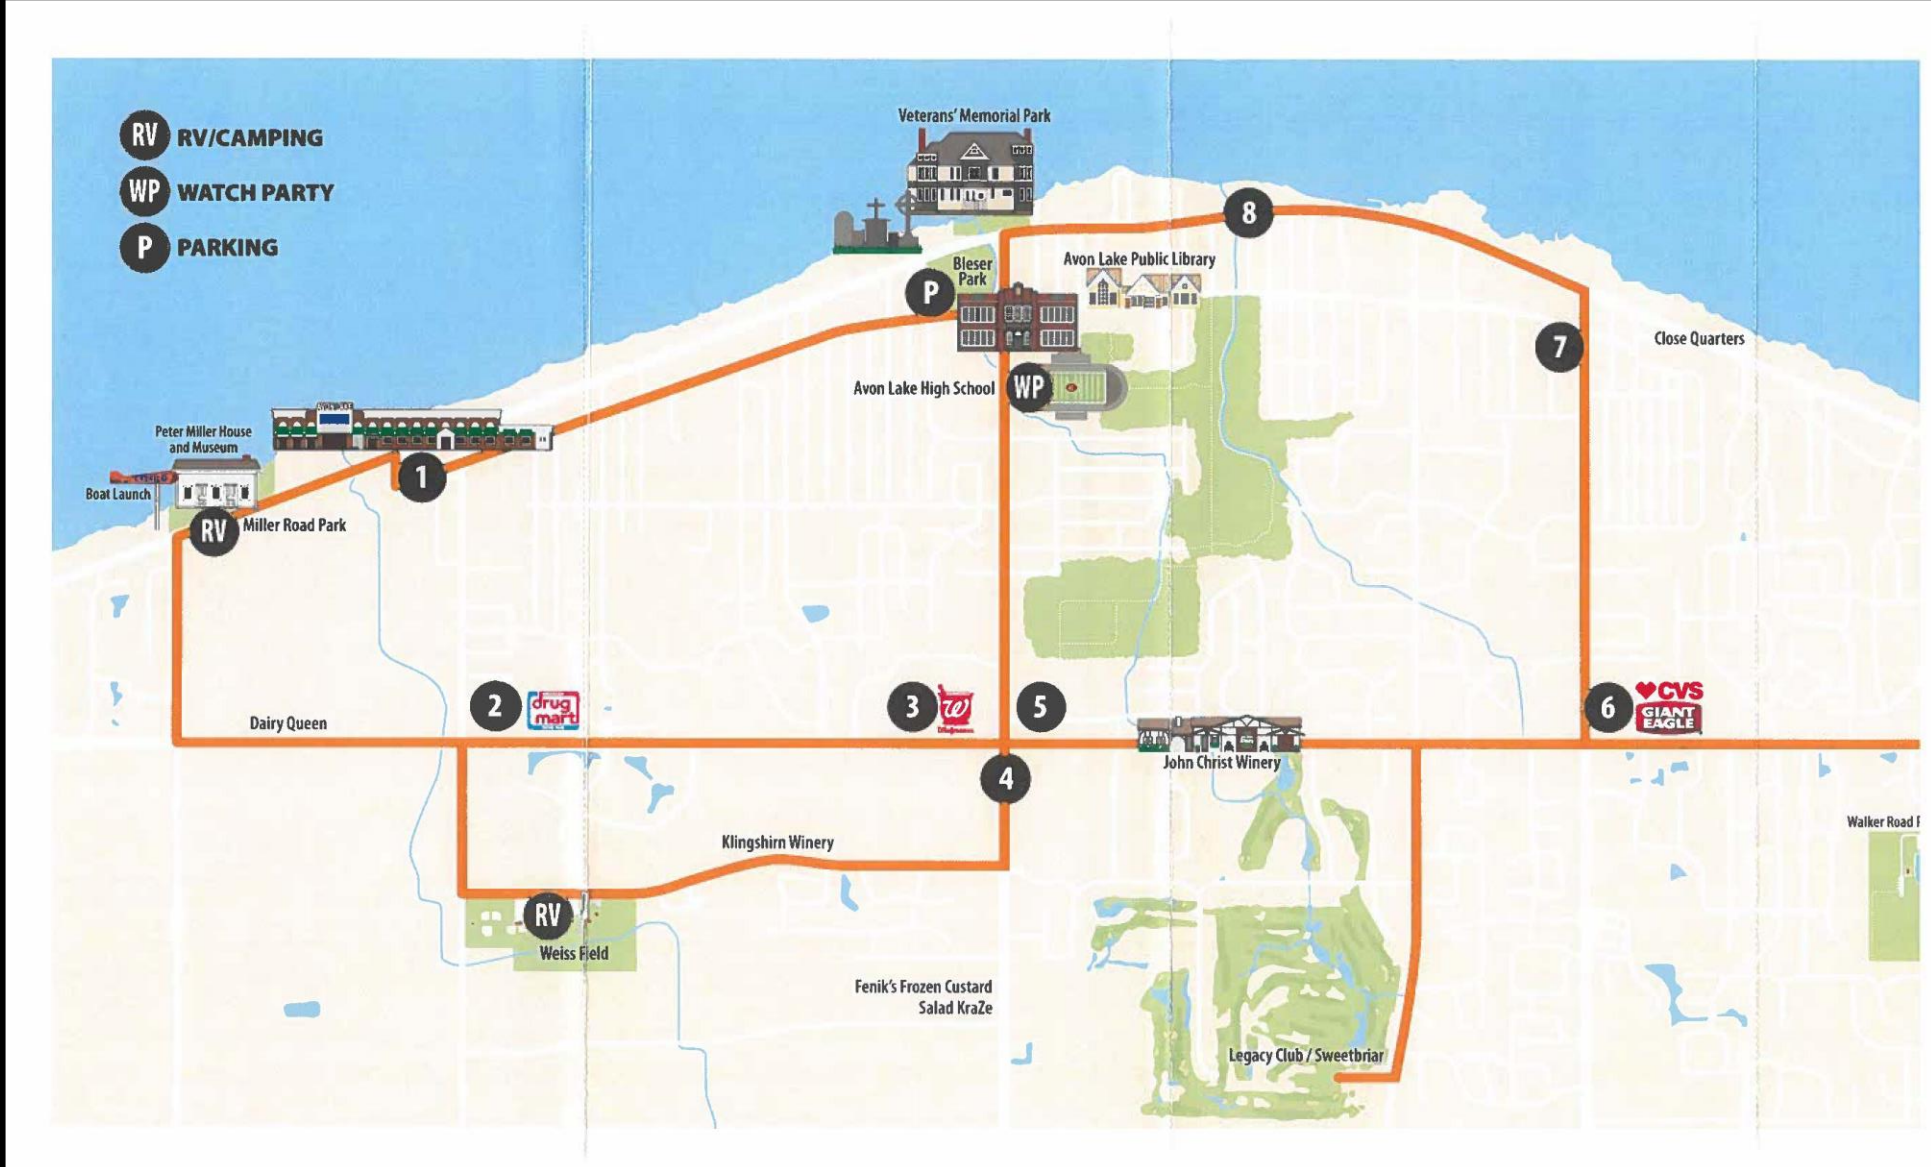 RV RV/CAMPING
WP WATCH PARTY
P PARKING
Veterans' Memorial Park
8
Bleser
Park
Avon Lake Public Library
P
7
Close Quarters
Avon Lake High School
WP
Peter Miller House
and Museum
Boat Launch
1
RV
Miller Road Park
Dairy Queen
2
drug
mart
3
W
Walgreens
5
6
CVS
GIANT
EAGLE
4
John Christ Winery
Klingshirn Winery
Walker Road
RV
Weiss Field
Fenik's Frozen Custard
Salad KraZe
Legacy Club / Sweetbriar